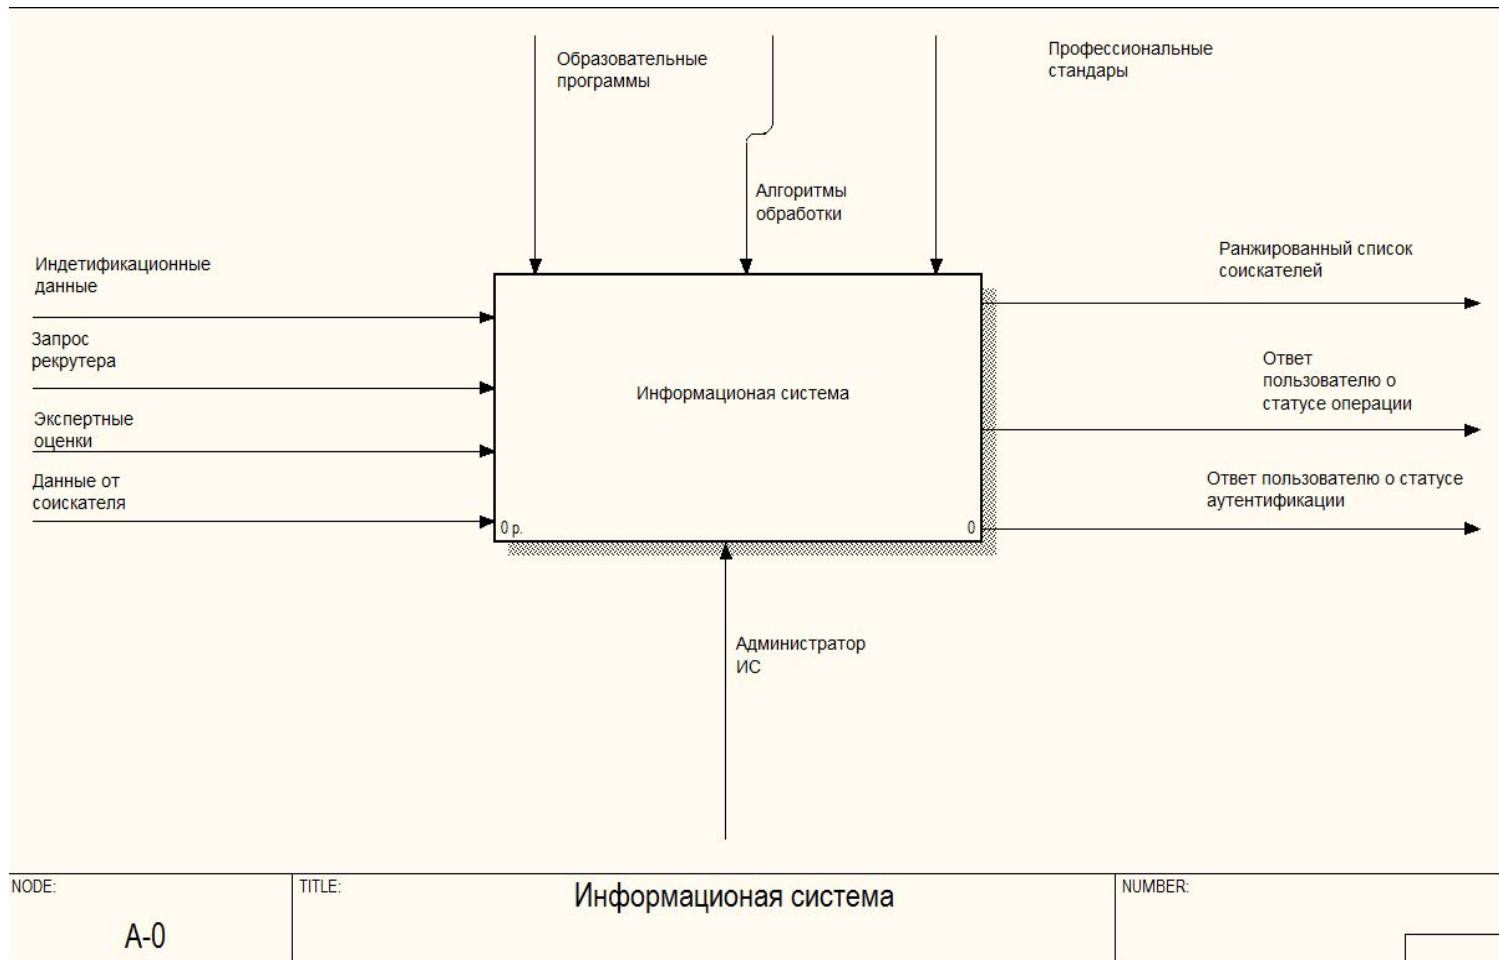 Образовательные
программы
Профессиональные
стандары
Алгоритмы
обработки
Индетификационные
данные
Запрос
рекрутера
Экспертные
оценки
Данные от
соискателя
Информационая система
0 р.
0
Ранжированный список
соискателей
Ответ
пользователю о
статусе операции
Ответ пользователю о статусе
аутентификации
Администратор
ИС
NODE:
TITLE:
Информационая система
NUMBER:
A-0